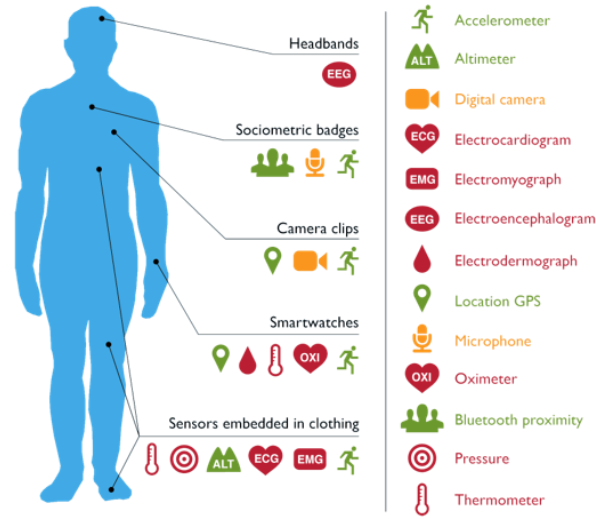 Headbands
EEG
Sociometric badges
Camera clips
Smartwatches
OXI
Sensors embedded in clothing
ALT
ECG
EMG
Accelerometer
ALT
Altimeter
Digital camera
ECG
Electrocardiogram
EMG
Electromyograph
EEG
Electroencephalogram
Electrodermograph
Location GPS
Microphone
OXI
Oximeter
Bluetooth proximity
Pressure
Thermometer